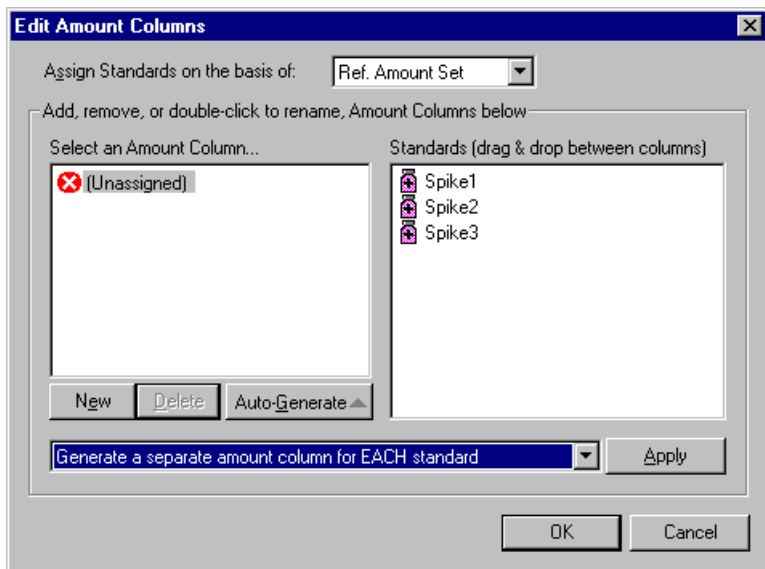 Edit Amount Columns
Assign Standards on the basis of: Ref. Amount Set
Add, remove, or double-click to rename, Amount Columns below
Select an Amount Column...
Standards (drag & drop between columns)
(Unassigned)
Spike1
Spike2
Spike3
New
Delete
Auto-Generate
Generate a separate amount column for EACH standard
Apply
OK
Cancel